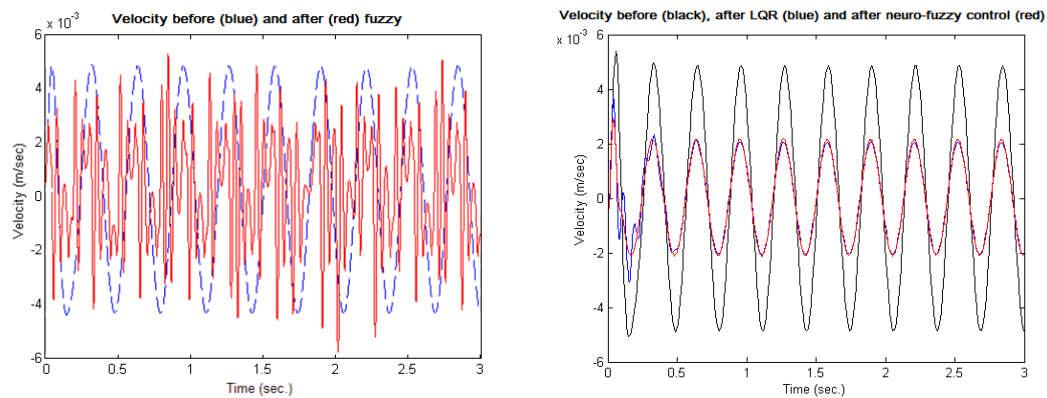 Velocity before (blue) and after (red) fuzzy
x 10⁻³
6
4
2
0
-2
-4
-6
0 0.5 1 1.5 2 2.5 3
Velocity (m/sec)
Time (sec.)
Velocity before (black), after LQR (blue) and after neuro-fuzzy control (red)
x 10⁻³
6
4
2
0
-2
-4
-6
0 0.5 1 1.5 2 2.5 3
Velocity (m/sec)
Time (sec.)